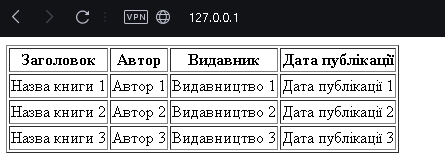 VPN 127.0.0.1
Заголовок Автор Видавник Дата публікації
Назва книги 1 Автор 1 Видавництво 1 Дата публікації 1
Назва книги 2 Автор 2 Видавництво 2 Дата публікації 2
Назва книги 3 Автор 3 Видавництво 3 Дата публікації 3